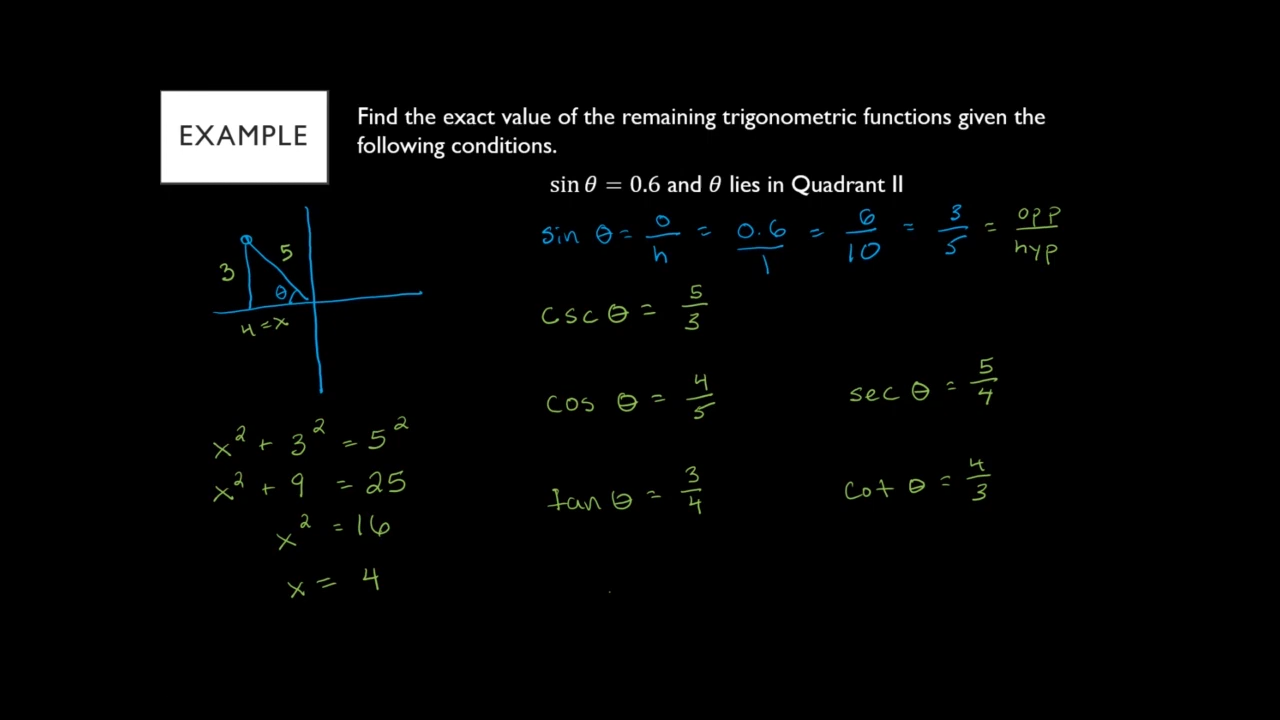 EXAMPLE
Find the exact value of the remaining trigonometric functions given the
following conditions.
sin θ = 0.6 and θ lies in Quadrant II
sin θ = o/h = 0.6/1 = 6/10 = 3/5 = opp/hyp
3
5
θ
4 = x
csc θ = 5/3
cos θ = 4/5
sec θ = 5/4
tan θ = 3/4
cot θ = 4/3
x² + 3² = 5²
x² + 9 = 25
x² = 16
x = 4